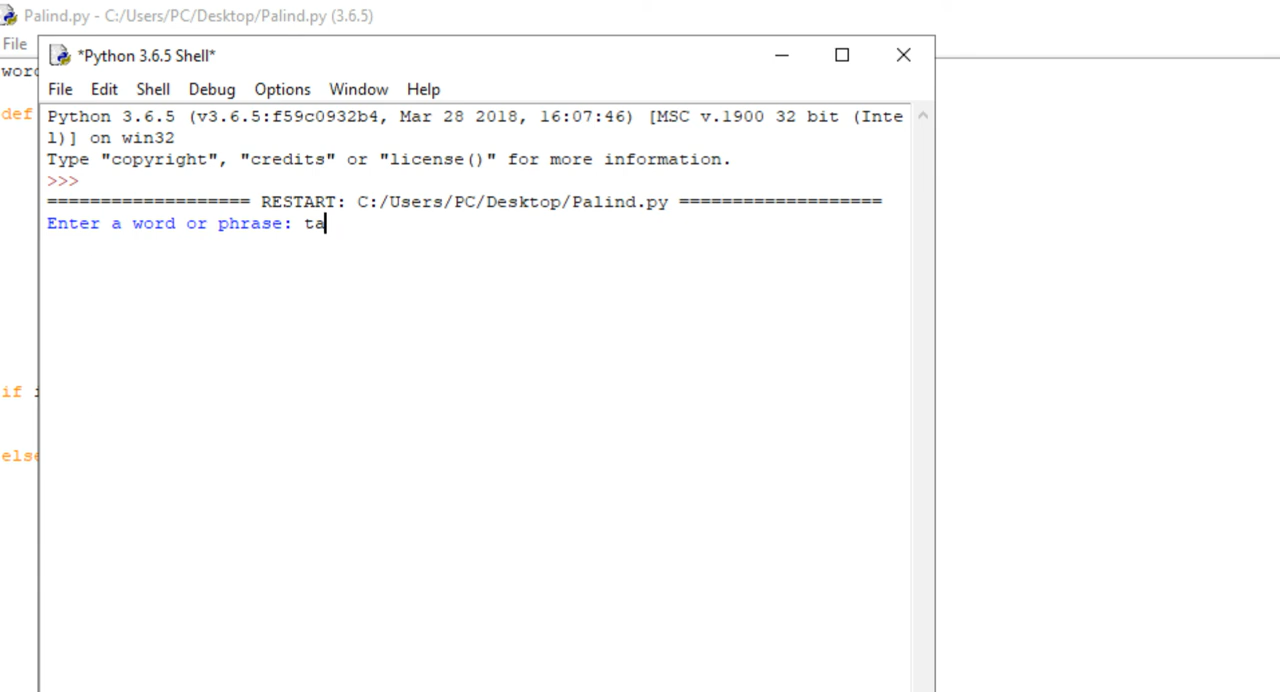 Palind.py - C:/Users/PC/Desktop/Palind.py (3.6.5)
File
*Python 3.6.5 Shell*
File Edit Shell Debug Options Window Help
Python 3.6.5 (v3.6.5:f59c0932b4, Mar 28 2018, 16:07:46) [MSC v.1900 32 bit (Inte
l)] on win32
Type "copyright", "credits" or "license()" for more information.
>>>
=================== RESTART: C:/Users/PC/Desktop/Palind.py ===================
Enter a word or phrase: ta
def
if